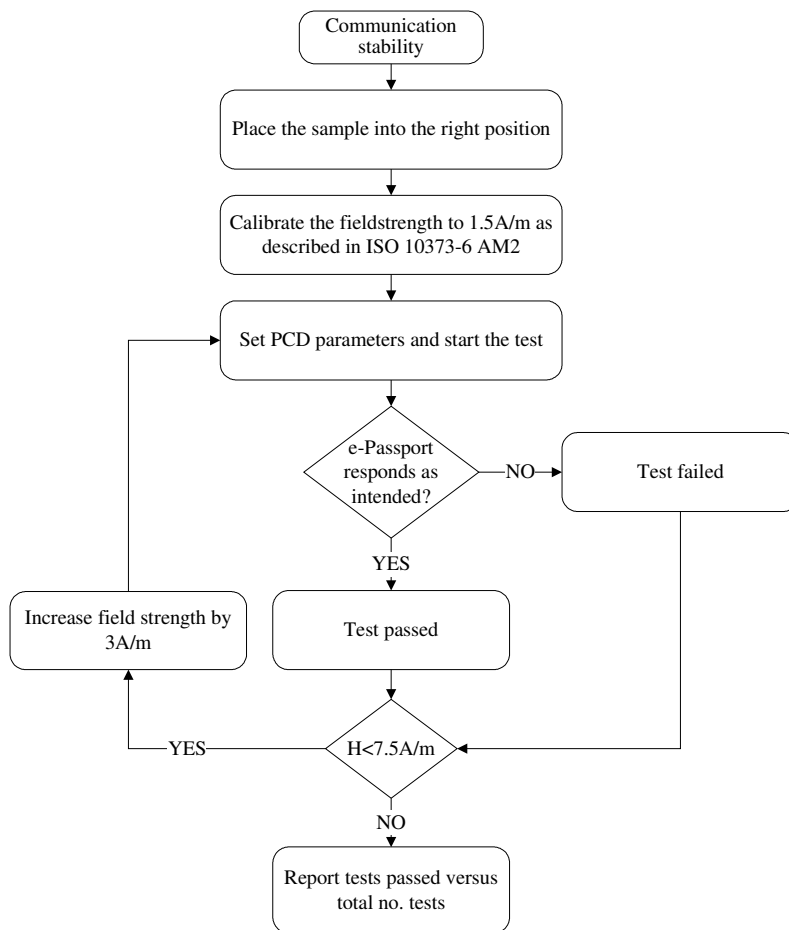 Communication
stability
Place the sample into the right position
Calibrate the fieldstrength to 1.5A/m as
described in ISO 10373-6 AM2
Set PCD parameters and start the test
e-Passport
responds as
intended?
NO
Test failed
YES
Increase field strength by
3A/m
Test passed
YES
H<7.5A/m
NO
Report tests passed versus
total no. tests